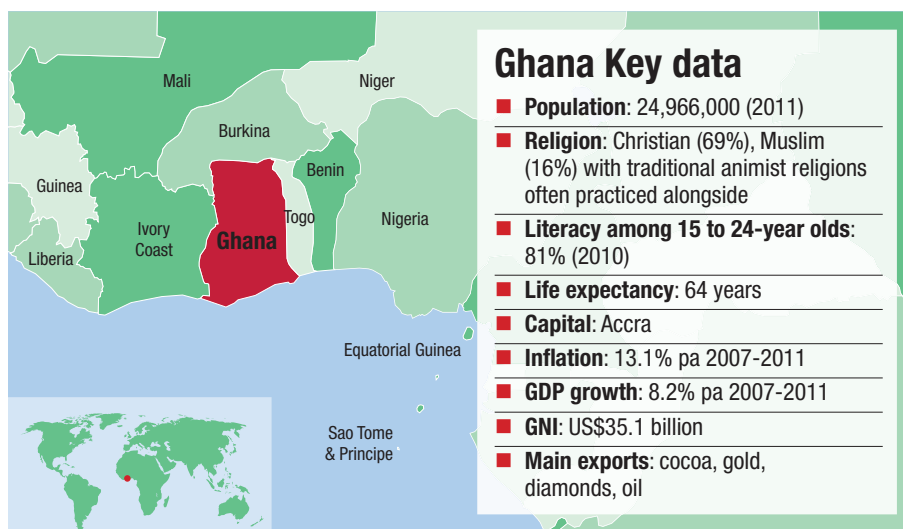 Mali
Niger
Burkina
Benin
Guinea
Togo
Nigeria
Ivory
Coast
Ghana
Liberia
Equatorial Guinea
Sao Tome
& Principe
Ghana Key data
Population: 24,966,000 (2011)
Religion: Christian (69%), Muslim
(16%) with traditional animist religions
often practiced alongside
Literacy among 15 to 24-year olds:
81% (2010)
Life expectancy: 64 years
Capital: Accra
Inflation: 13.1% pa 2007-2011
GDP growth: 8.2% pa 2007-2011
GNI: US$35.1 billion
Main exports: cocoa, gold,
diamonds, oil